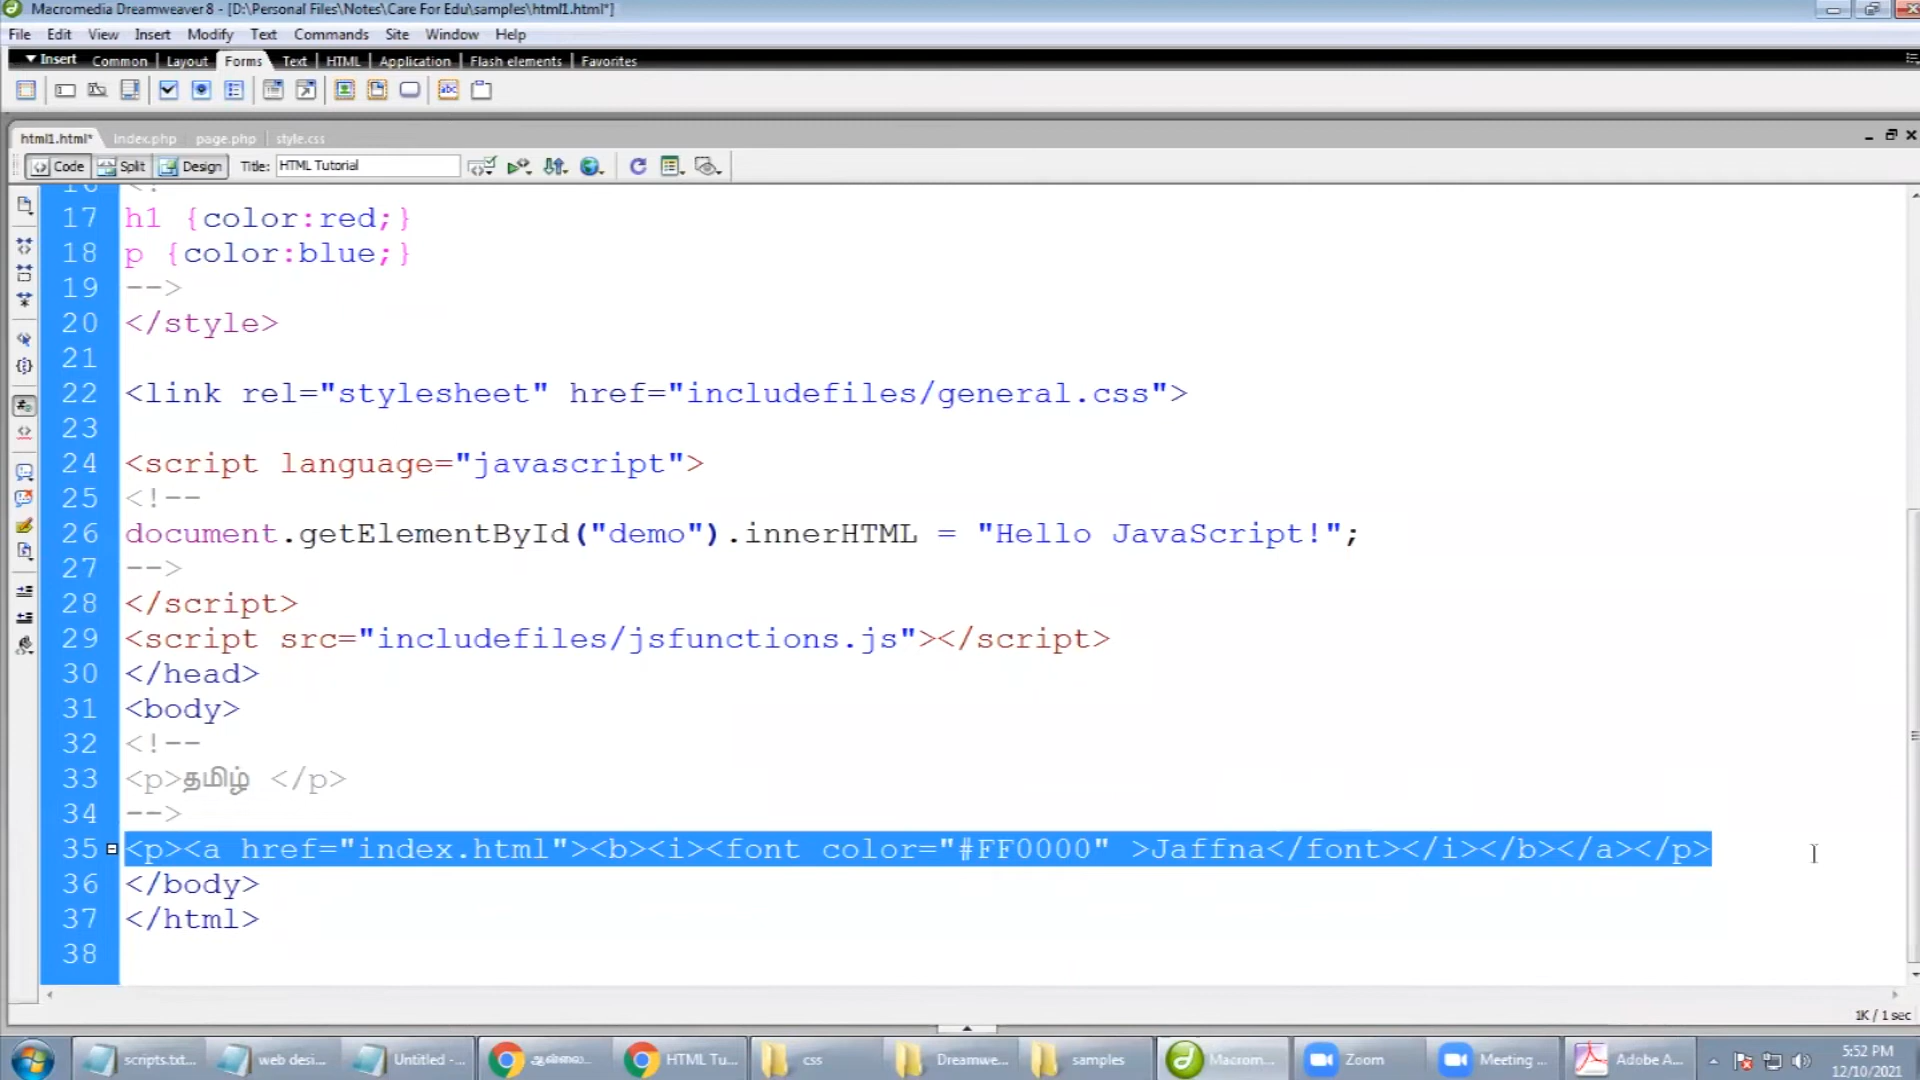 Macromedia Dreamweaver 8 - [D:\Personal Files\Notes\Care For Edu\samples\html1.html*]
File Edit View Insert Modify Text Commands Site Window Help
Insert Common Layout Forms Text HTML Application Flash elements Favorites
html1.html* index.php page.php style.css
Code Split Design Title: HTML Tutorial
17 h1 {color:red;}
18 p {color:blue;}
19 -->
20 </style>
21
22 <link rel="stylesheet" href="includefiles/general.css">
23
24 <script language="javascript">
25 <!--
26 document.getElementById("demo").innerHTML = "Hello JavaScript!";
27 -->
28 </script>
29 <script src="includefiles/jsfunctions.js"></script>
30 </head>
31 <body>
32 <!--
33 <p>தமிழ் </p>
34 -->
35 <p><a href="index.html"><b><i><font color="#FF0000" >Jaffna</font></i></b></a></p>
36 </body>
37 </html>
38
1K / 1 sec
scripts.txt... web desi... Untitled -... HTML Tu... css Dreamwe... samples Macrom... Zoom Meeting ... Adobe A... 5:52 PM
12/10/2021